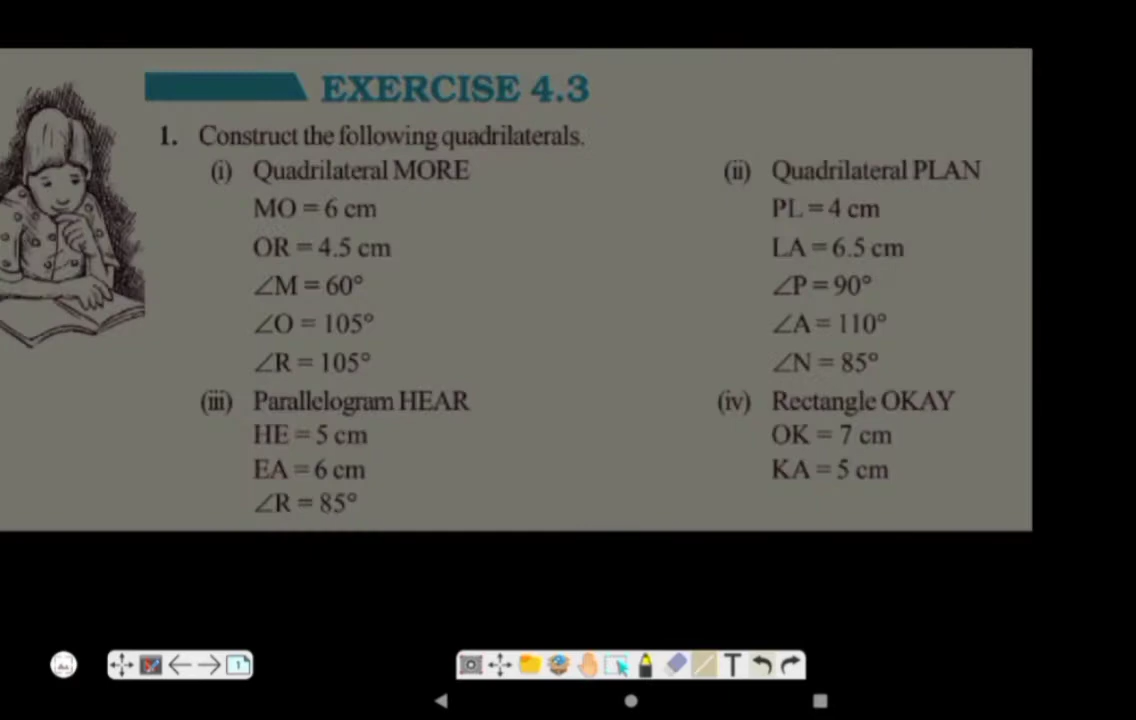 EXERCISE 4.3
1. Construct the following quadrilaterals.
(i) Quadrilateral MORE
MO = 6 cm
OR = 4.5 cm
∠M = 60°
∠O = 105°
∠R = 105°
(ii) Quadrilateral PLAN
PL = 4 cm
LA = 6.5 cm
∠P = 90°
∠A = 110°
∠N = 85°
(iii) Parallelogram HEAR
HE = 5 cm
EA = 6 cm
∠R = 85°
(iv) Rectangle OKAY
OK = 7 cm
KA = 5 cm
1
T